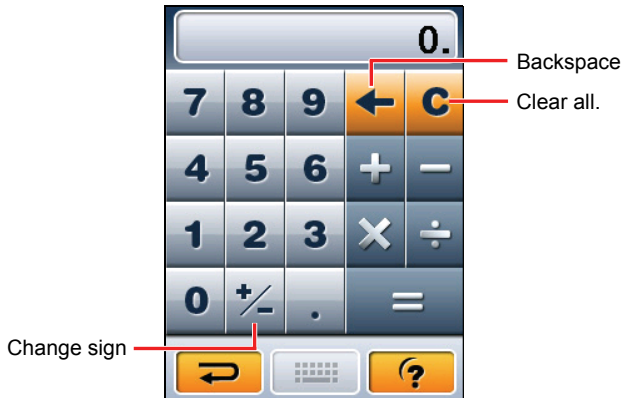 0.
Backspace
7 8 9 ← C
Clear all.
4 5 6 + −
1 2 3 × ÷
0 +/− . =
Change sign
?